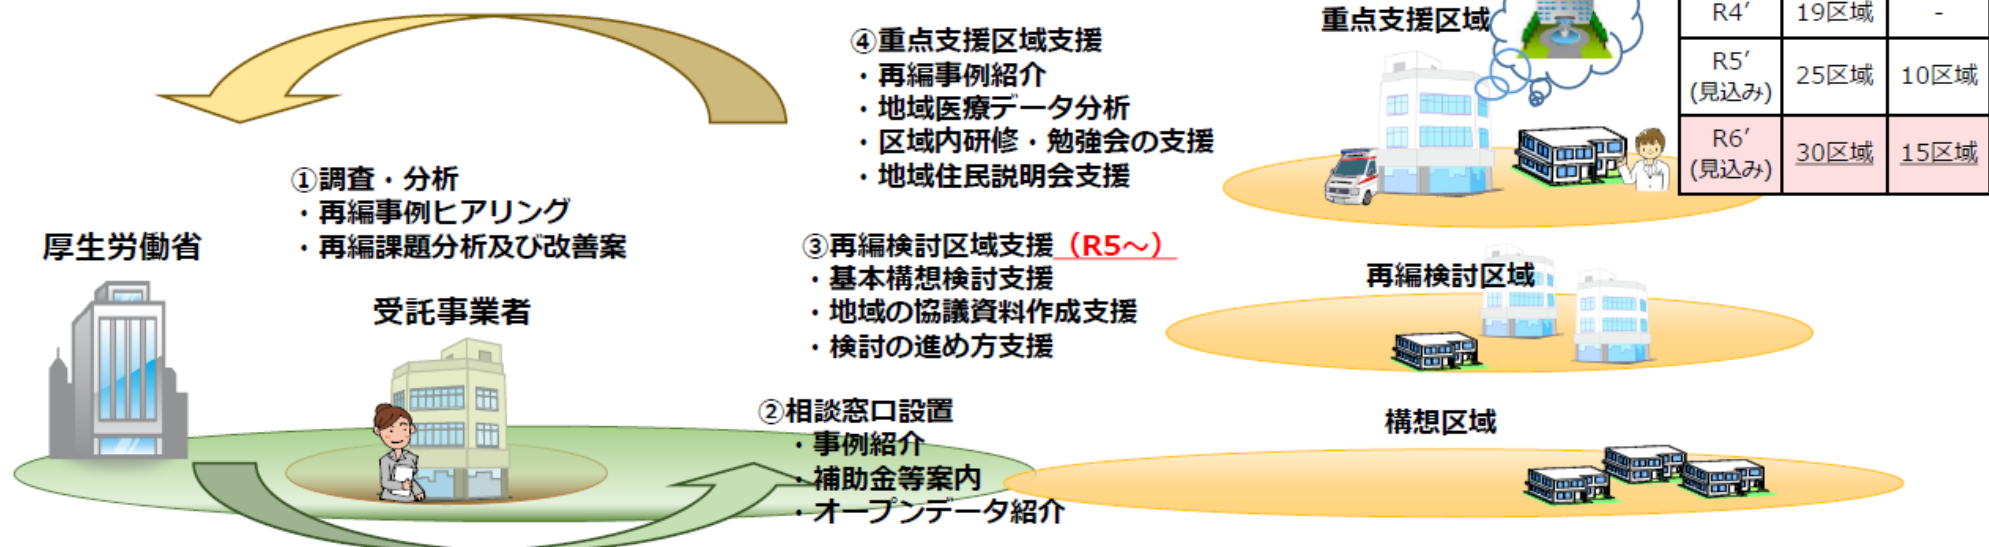 厚生労働省
受託事業者
①調査・分析
・再編事例ヒアリング
・再編課題分析及び改善案
④重点支援区域支援
・再編事例紹介
・地域医療データ分析
・区域内研修・勉強会の支援
・地域住民説明会支援
③再編検討区域支援（R5～）
・基本構想検討支援
・地域の協議資料作成支援
・検討の進め方支援
②相談窓口設置
・事例紹介
・補助金等案内
・オープンデータ紹介
重点支援区域
再編検討区域
構想区域
R4′ 19区域 -
R5′
(見込み) 25区域 10区域
R6′
(見込み) 30区域 15区域